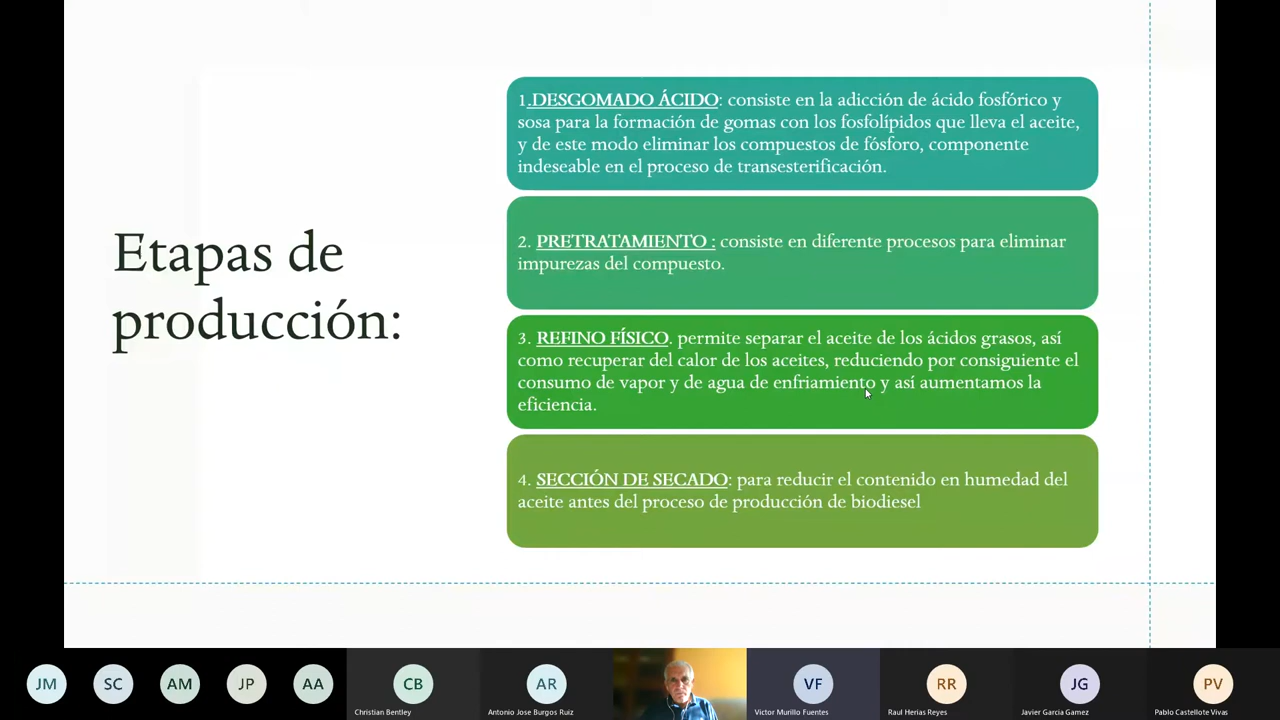 Etapas de
producción:
1.DESGOMADO ÁCIDO: consiste en la adicción de ácido fosfórico y
sosa para la formación de gomas con los fosfolípidos que lleva el aceite,
y de este modo eliminar los compuestos de fósforo, componente
indeseable en el proceso de transesterificación.
2. PRETRATAMIENTO : consiste en diferente procesos para eliminar
impurezas del compuesto.
3. REFINO FÍSICO. permite separar el aceite de los ácidos grasos, así
como recuperar del calor de los aceites, reduciendo por consiguiente el
consumo de vapor y de agua de enfriamiento y así aumentamos la
eficiencia.
4. SECCIÓN DE SECADO: para reducir el contenido en humedad del
aceite antes del proceso de producción de biodiesel
JM
SC
AM
JP
AA
CB
Christian Bentley
AR
Antonio Jose Burgos Ruiz
VF
Victor Murillo Fuentes
RR
Raul Herias Reyes
JG
Javier Garcia Gamez
PV
Pablo Castellote Vivas